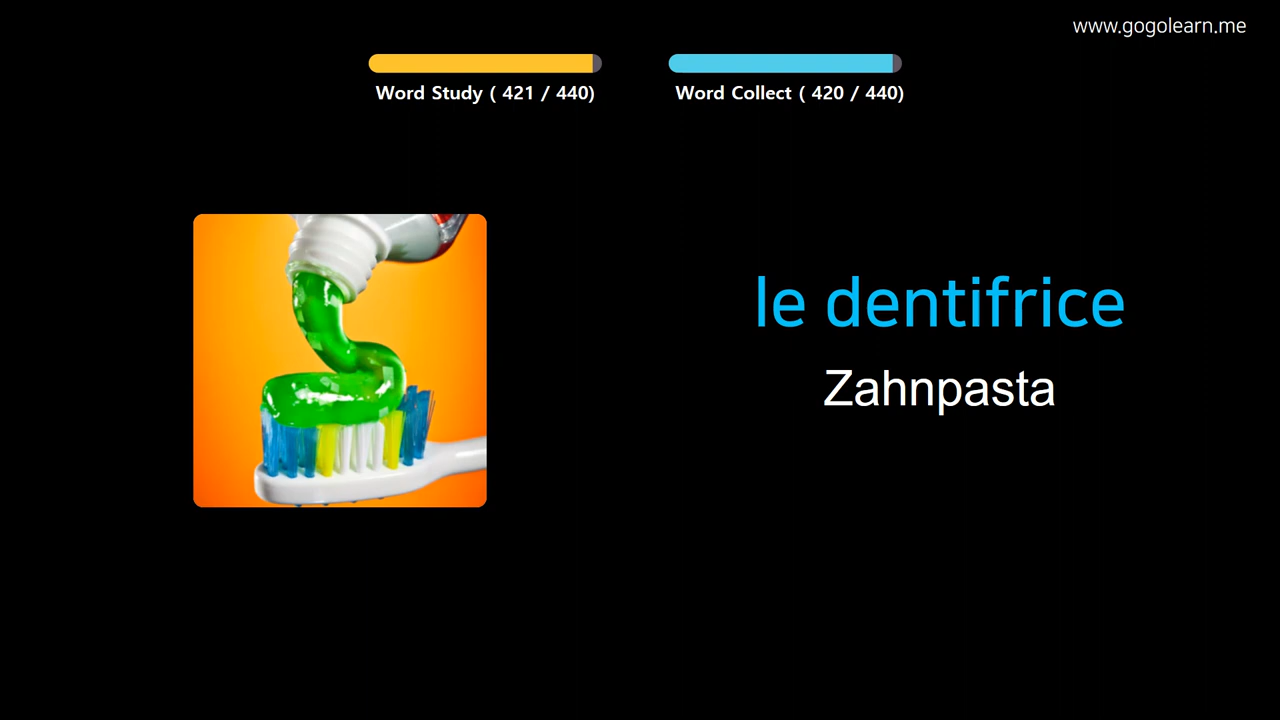 www.gogolearn.me
Word Study ( 421 / 440)
Word Collect ( 420 / 440)
le dentifrice
Zahnpasta